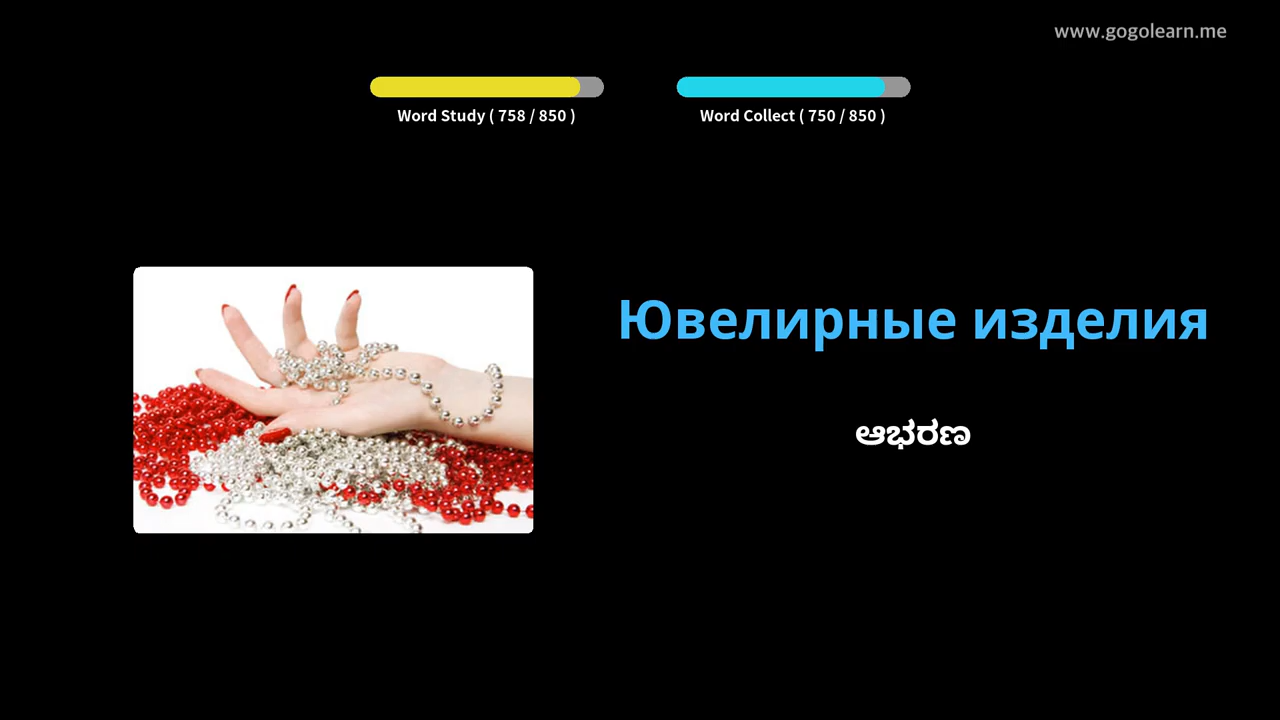 www.gogolearn.me
Word Study ( 758 / 850 )
Word Collect ( 750 / 850 )
Ювелирные изделия
ಆಭರಣ